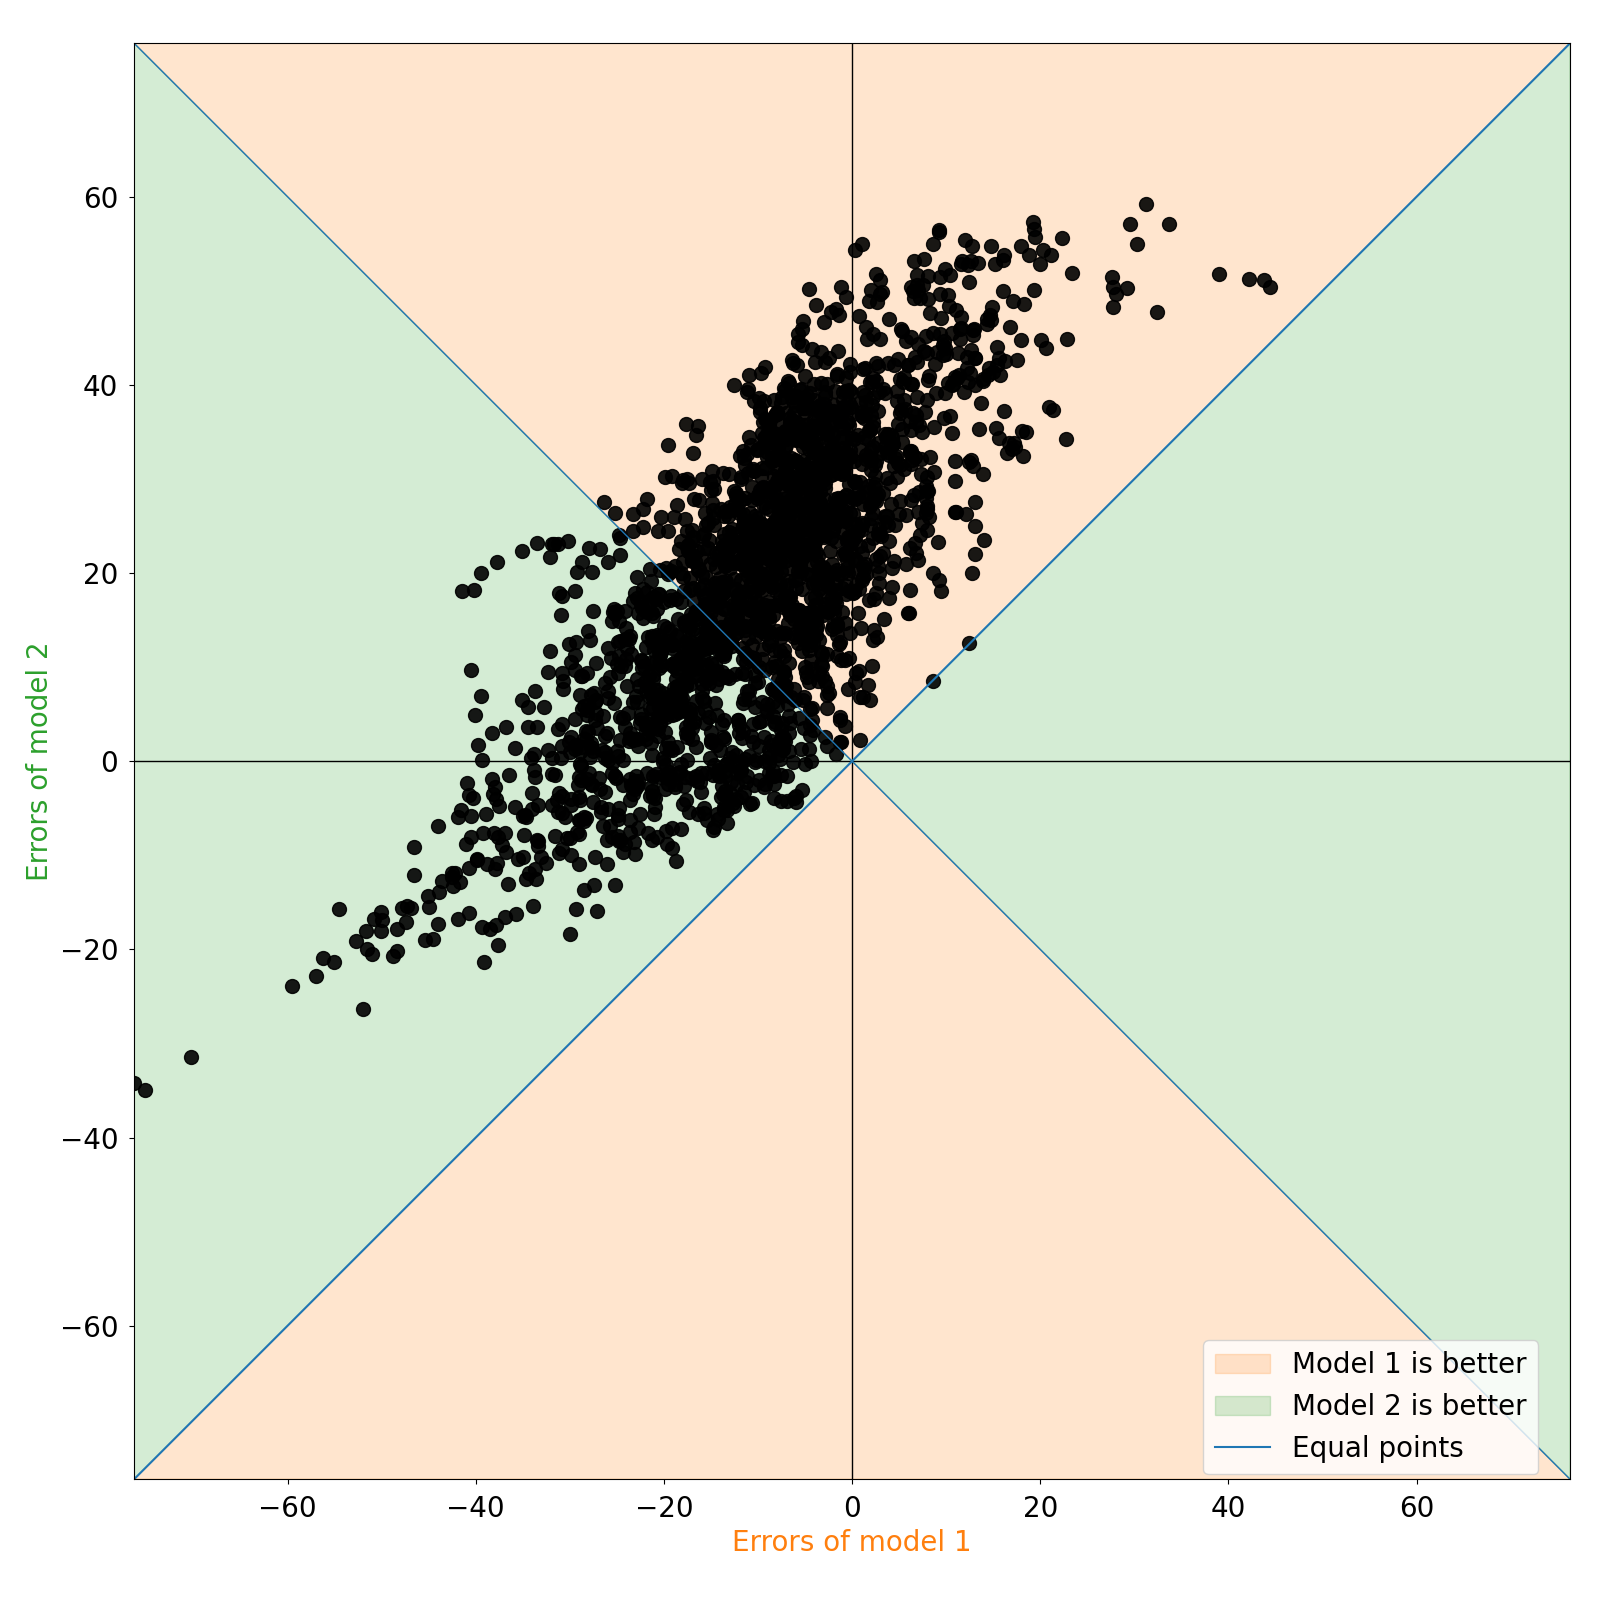 60
40
20
0
−20
−40
−60
Errors of model 2
−60 −40 −20 0 20 40 60
Errors of model 1
Model 1 is better
Model 2 is better
Equal points